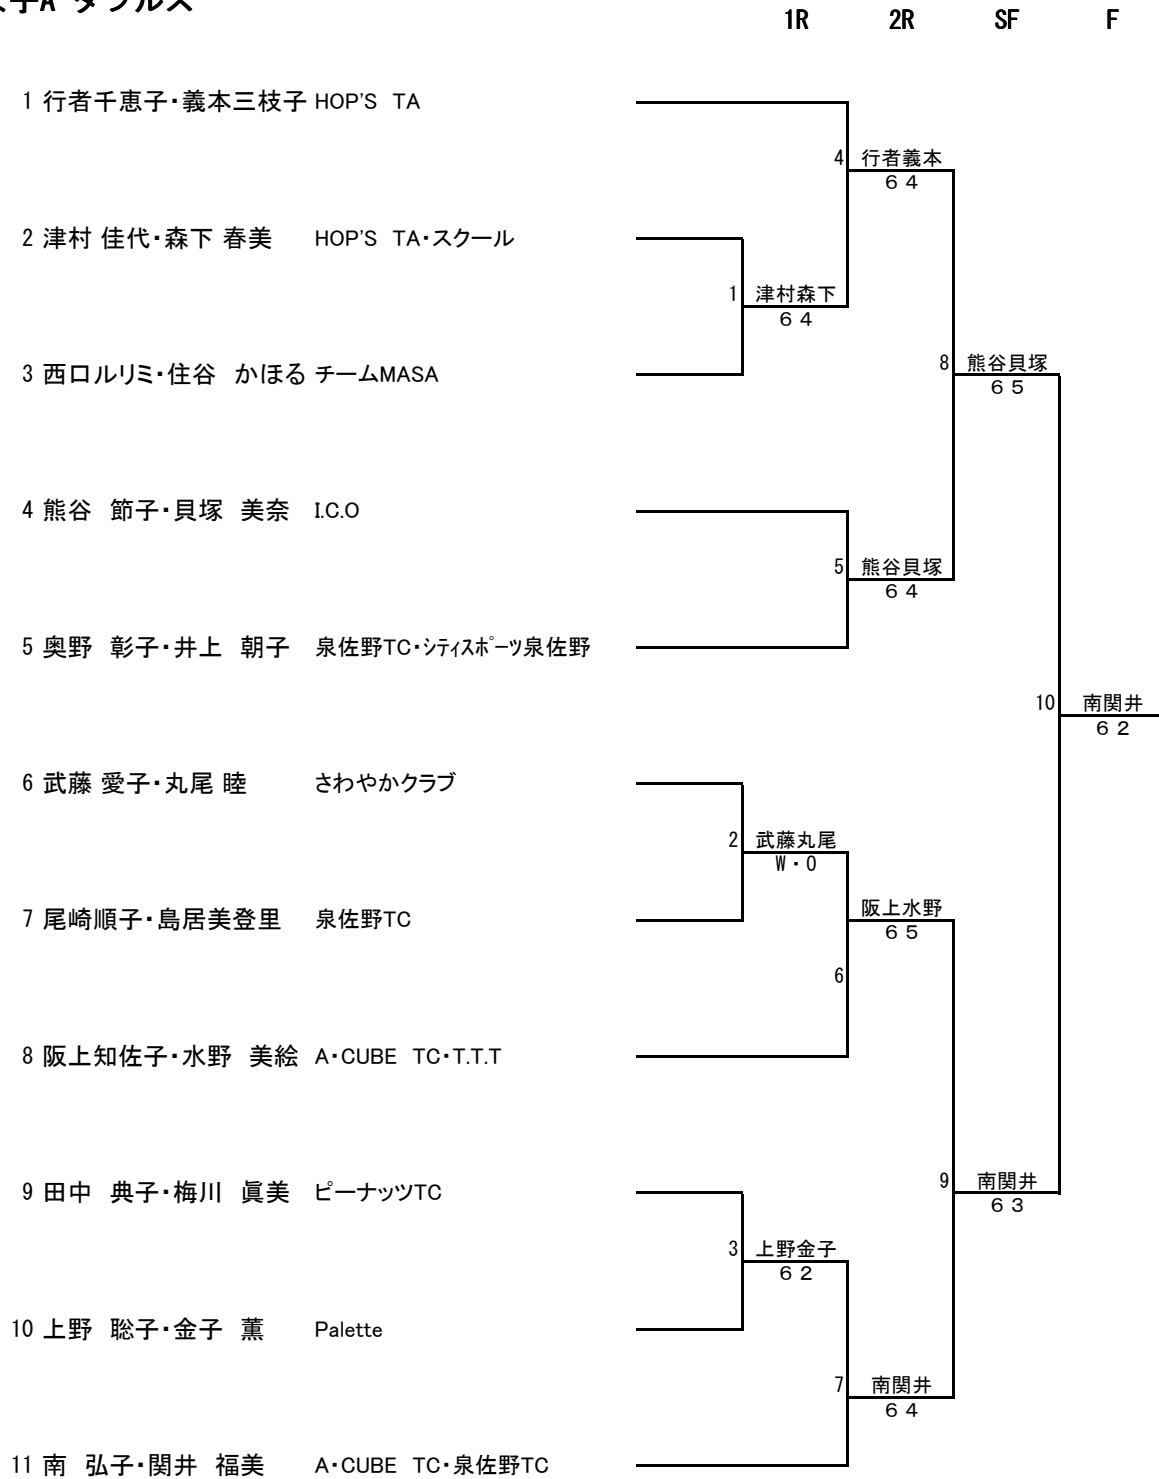 子A ダブルス
1R 2R SF F
1 行者千恵子・義本三枝子 HOP'S TA
4 行者義本
6 4
2 津村 佳代・森下 春美 HOP'S TA・スクール
1 津村森下
6 4
3 西口ルリミ・住谷 かほる チームMASA
8 熊谷貝塚
6 5
4 熊谷 節子・貝塚 美奈 I.C.O
5 熊谷貝塚
6 4
5 奥野 彰子・井上 朝子 泉佐野TC・シティスポーツ泉佐野
10 南関井
6 2
6 武藤 愛子・丸尾 睦 さわやかクラブ
2 武藤丸尾
W・O
7 尾崎順子・島居美登里 泉佐野TC
阪上水野
6 5
6
8 阪上知佐子・水野 美絵 A・CUBE TC・T.T.T
9 田中 典子・梅川 眞美 ピーナッツTC
9 南関井
6 3
3 上野金子
6 2
10 上野 聡子・金子 薫 Palette
7 南関井
6 4
11 南 弘子・関井 福美 A・CUBE TC・泉佐野TC